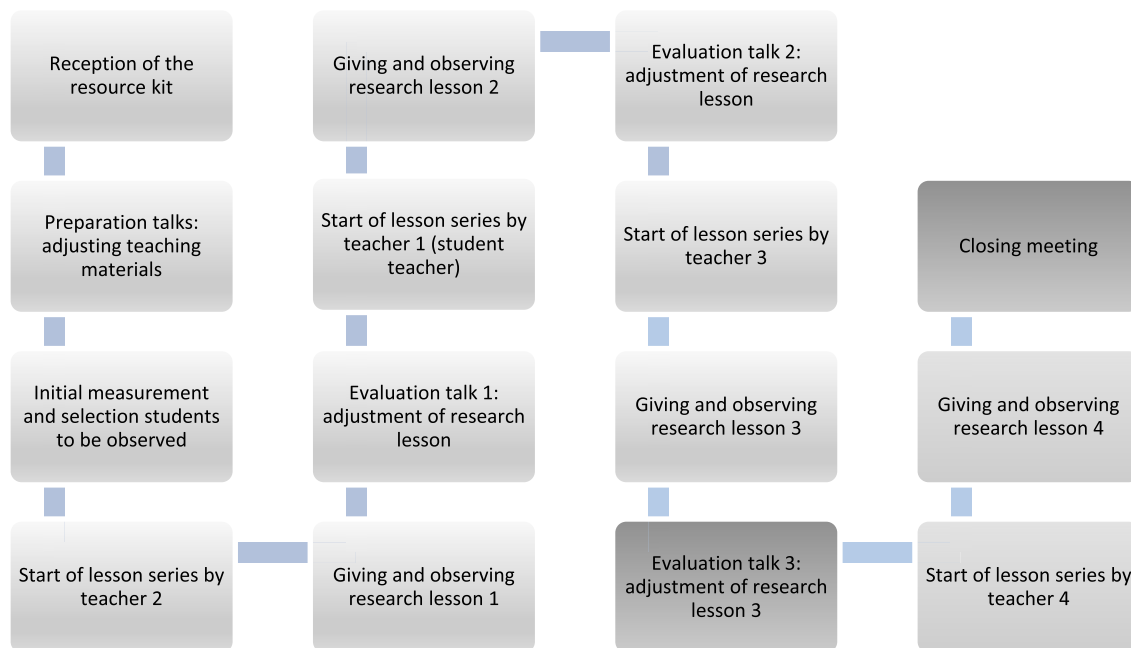 Reception of the
resource kit
Preparation talks:
adjusting teaching
materials
Initial measurement
and selection students
to be observed
Start of lesson series by
teacher 2
Giving and observing
research lesson 1
Evaluation talk 1:
adjustment of research
lesson
Start of lesson series by
teacher 1 (student
teacher)
Giving and observing
research lesson 2
Evaluation talk 2:
adjustment of research
lesson
Start of lesson series by
teacher 3
Giving and observing
research lesson 3
Evaluation talk 3:
adjustment of research
lesson 3
Start of lesson series by
teacher 4
Giving and observing
research lesson 4
Closing meeting